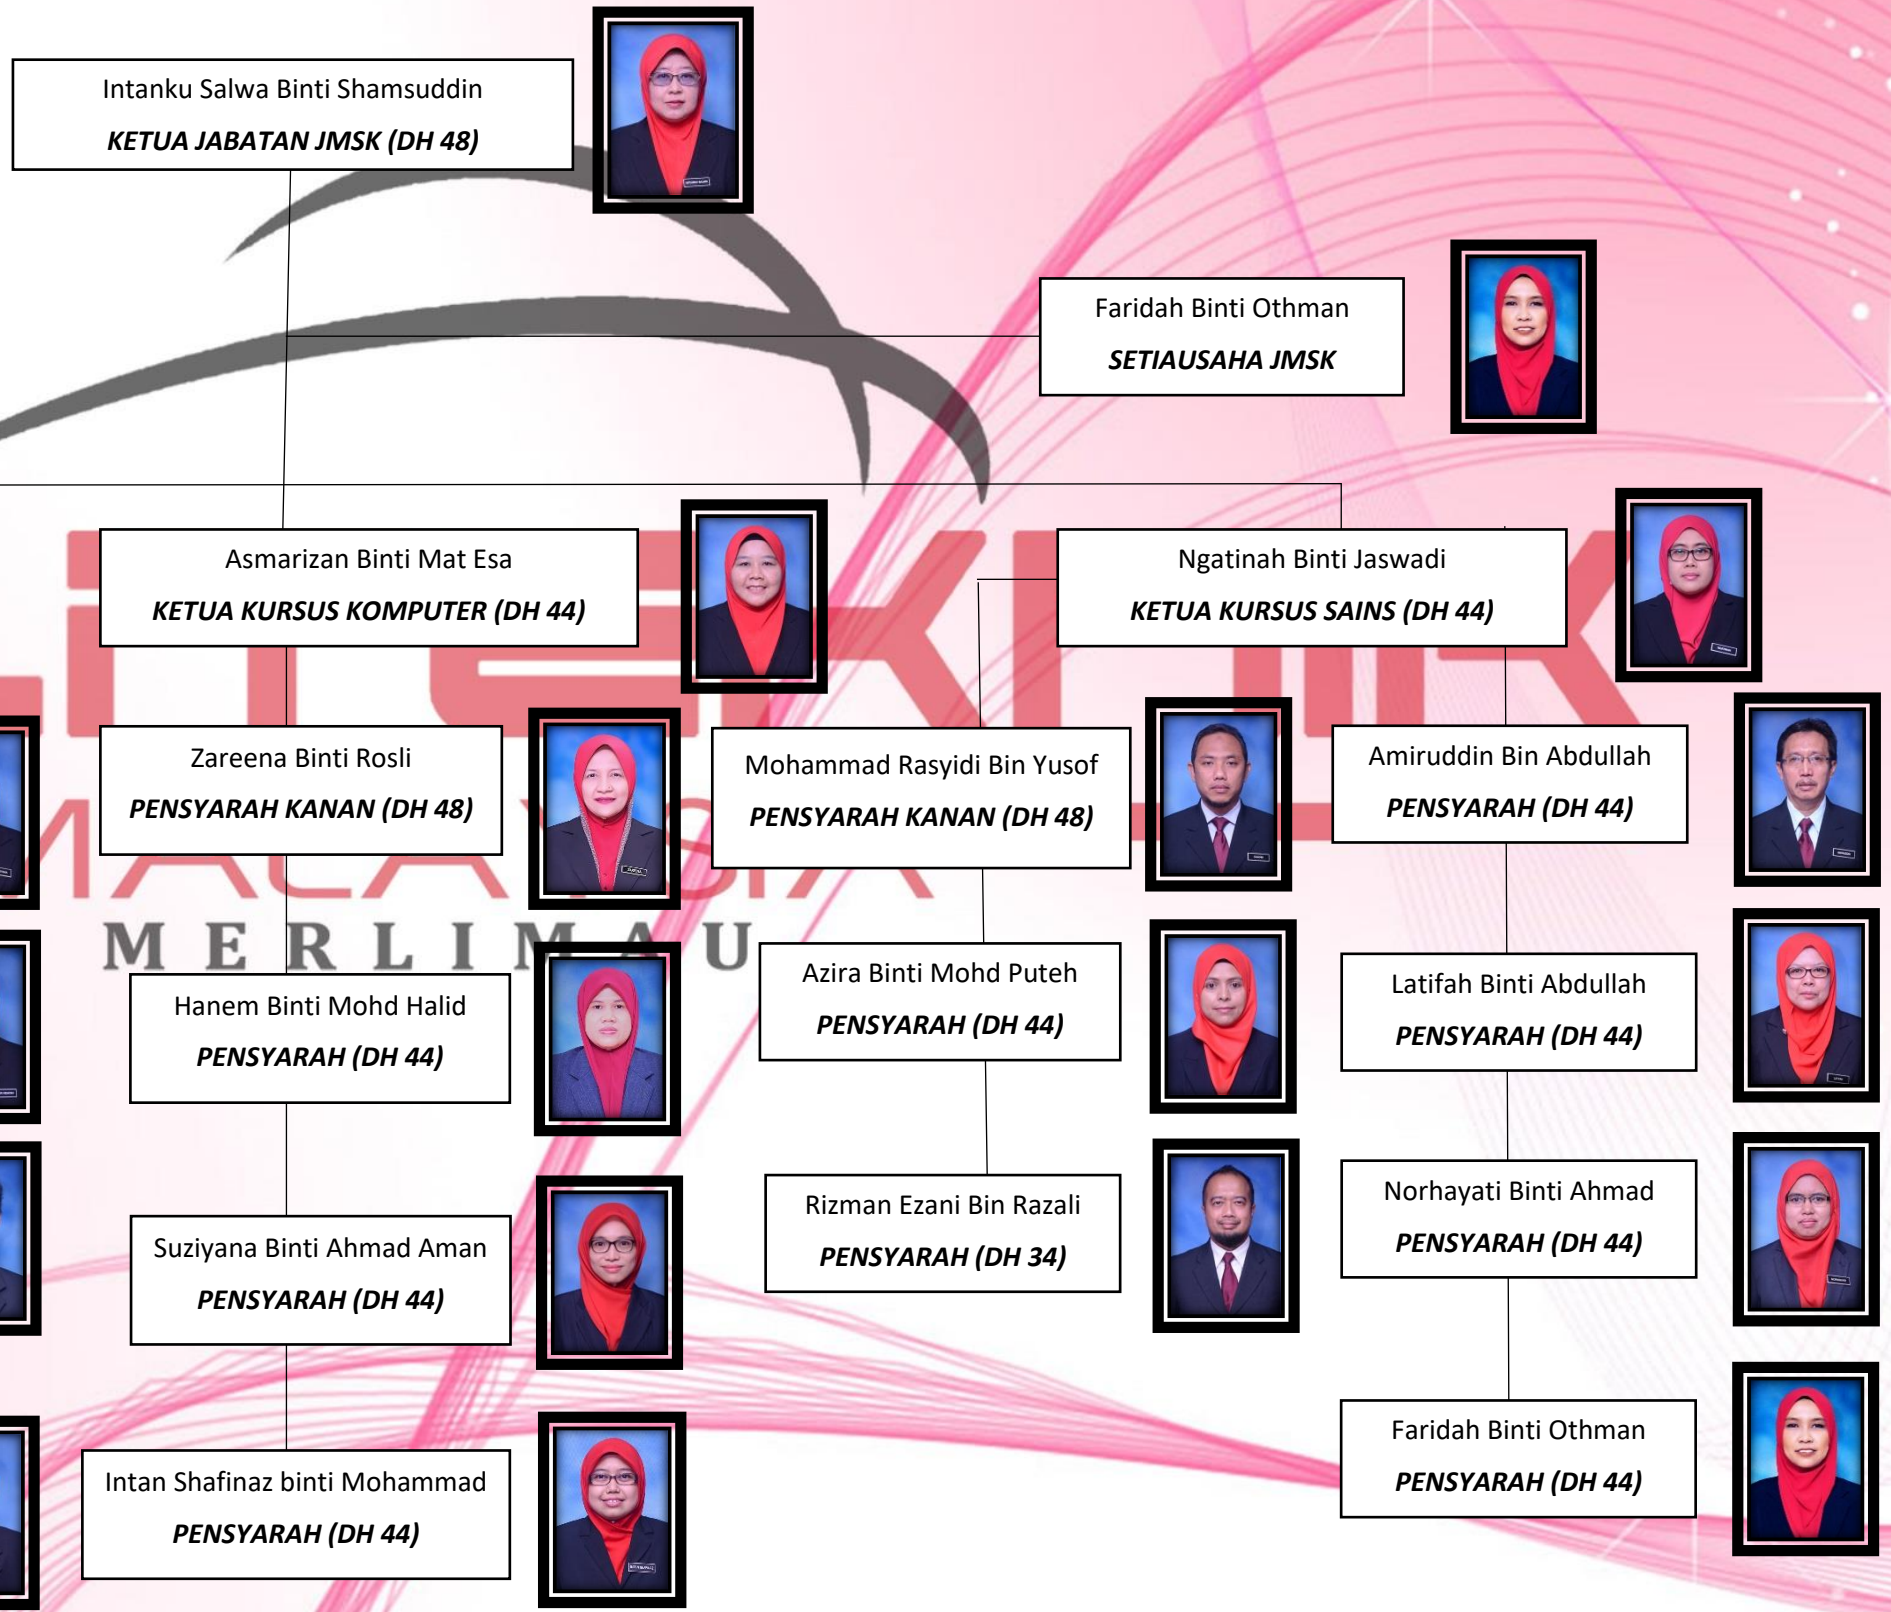 Intanku Salwa Binti Shamsuddin
KETUA JABATAN JMSK (DH 48)
Faridah Binti Othman
SETIAUSAHA JMSK
Asmarizan Binti Mat Esa
KETUA KURSUS KOMPUTER (DH 44)
Ngatinah Binti Jaswadi
KETUA KURSUS SAINS (DH 44)
Zareena Binti Rosli
PENSYARAH KANAN (DH 48)
Mohammad Rasyidi Bin Yusof
PENSYARAH KANAN (DH 48)
Amiruddin Bin Abdullah
PENSYARAH (DH 44)
MALAYSIA
MERLIMAU
Hanem Binti Mohd Halid
PENSYARAH (DH 44)
Azira Binti Mohd Puteh
PENSYARAH (DH 44)
Latifah Binti Abdullah
PENSYARAH (DH 44)
Suziyana Binti Ahmad Aman
PENSYARAH (DH 44)
Rizman Ezani Bin Razali
PENSYARAH (DH 34)
Norhayati Binti Ahmad
PENSYARAH (DH 44)
Intan Shafinaz binti Mohammad
PENSYARAH (DH 44)
Faridah Binti Othman
PENSYARAH (DH 44)